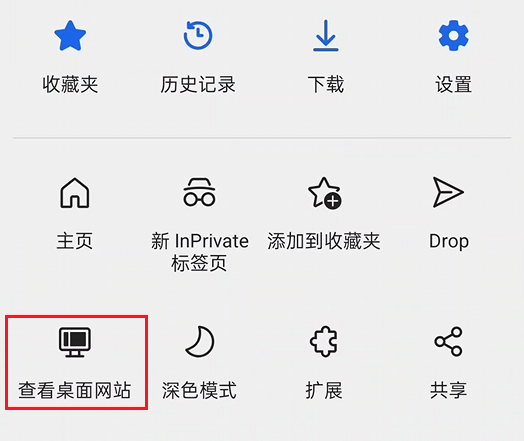 收藏夹 历史记录 下载 设置
主页 新 InPrivate 添加到收藏夹 Drop
标签页
查看桌面网站 深色模式 扩展 共享